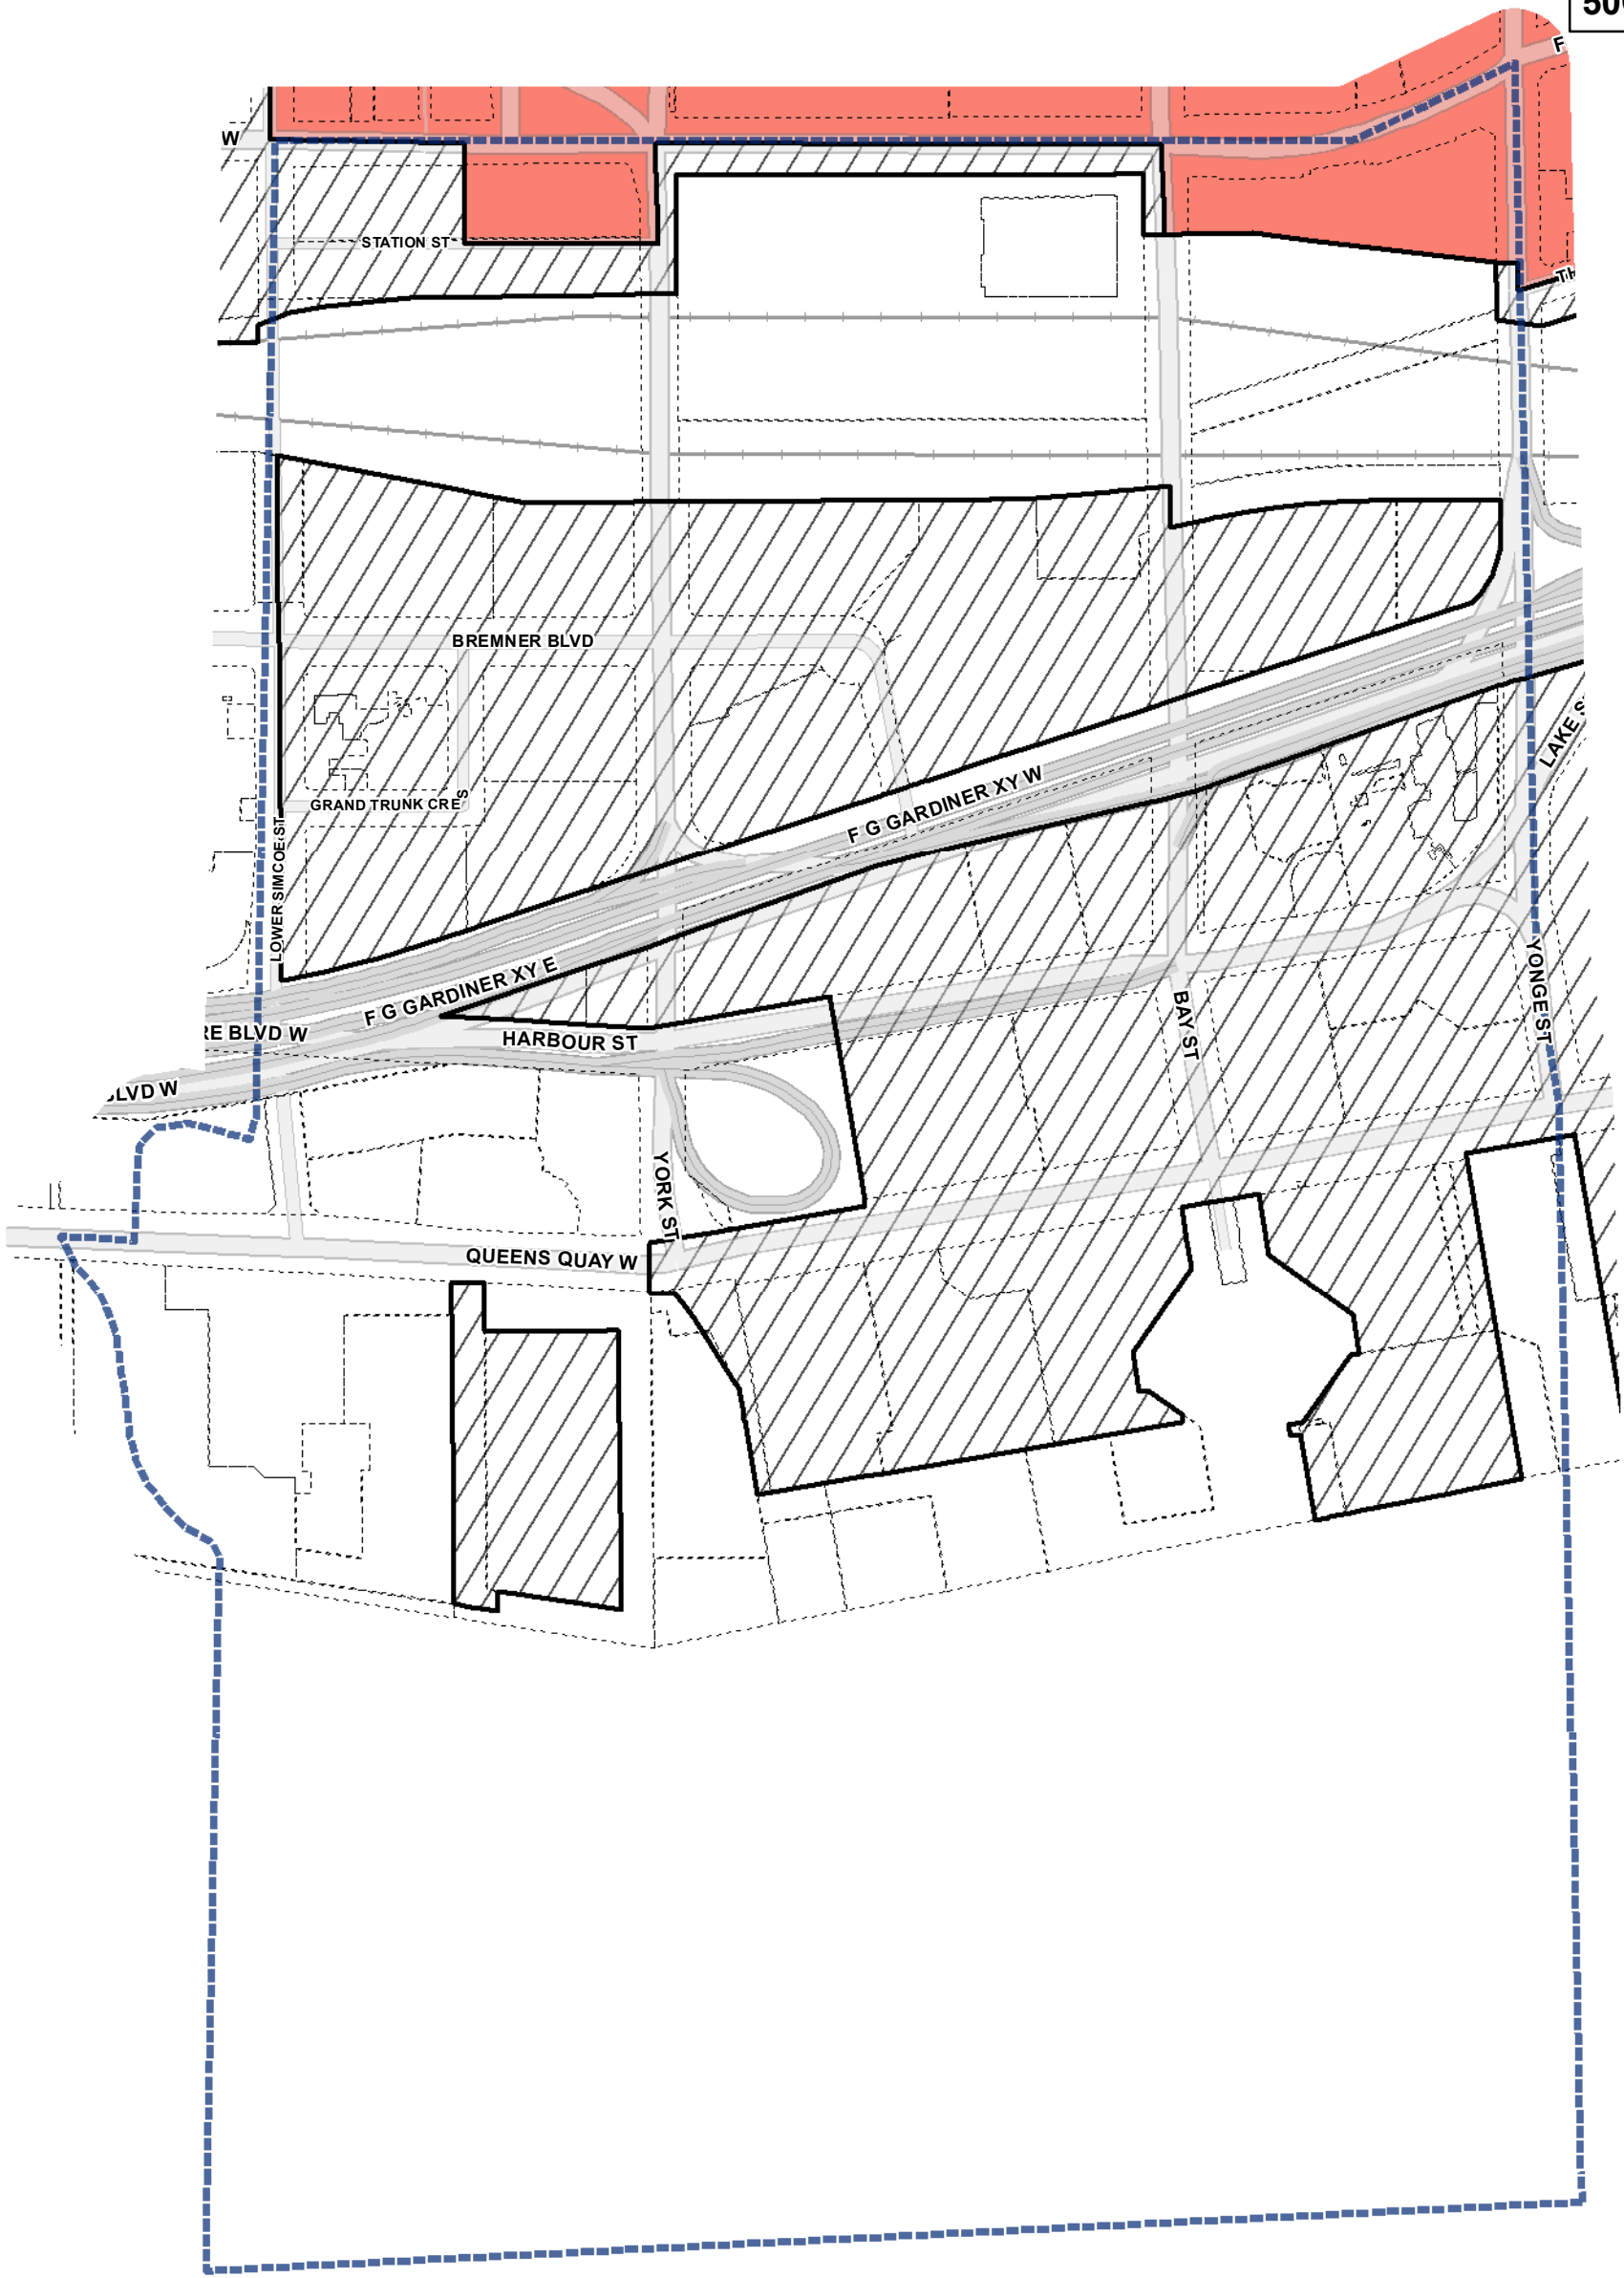 F
W
STATION ST
BREMNER BLVD
LAKE S
GRAND TRUNK CRES
F G GARDINER XY W
LOWER SIMCOE ST
F G GARDINER XY E
YONGE ST
BAY ST
RE BLVD W
HARBOUR ST
BLVD W
YORK ST
QUEENS QUAY W